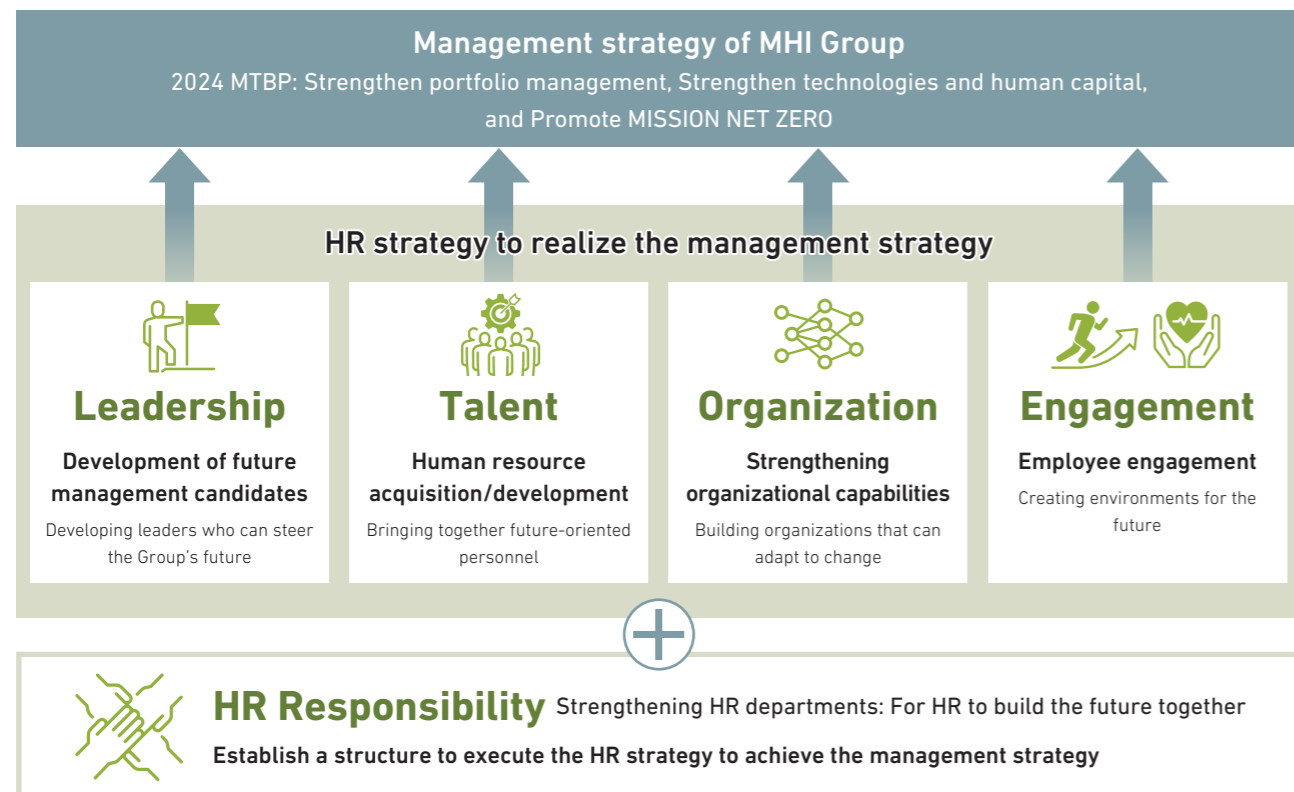 Management strategy of MHI Group
2024 MTBP: Strengthen portfolio management, Strengthen technologies and human capital,
and Promote MISSION NET ZERO
HR strategy to realize the management strategy
Leadership
Development of future
management candidates
Developing leaders who can steer
the Group’s future
Talent
Human resource
acquisition/development
Bringing together future-oriented
personnel
Organization
Strengthening
organizational capabilities
Building organizations that can
adapt to change
Engagement
Employee engagement
Creating environments for the
future
HR Responsibility Strengthening HR departments: For HR to build the future together
Establish a structure to execute the HR strategy to achieve the management strategy